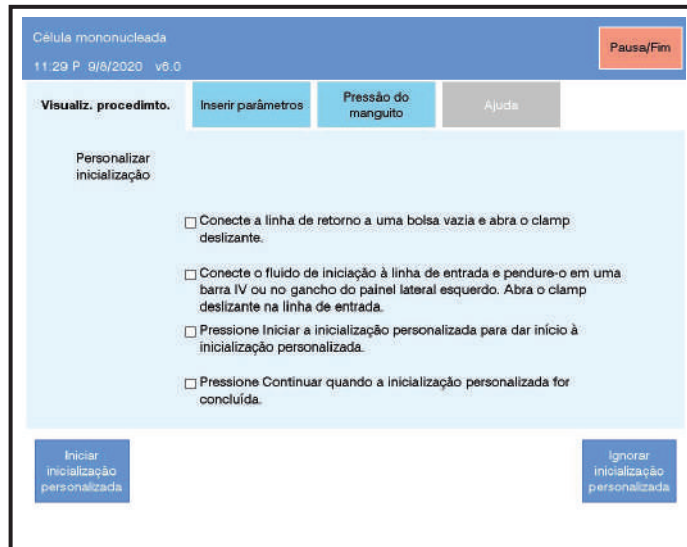 Célula mononucleada
Pausa/Fim
11:29 P 9/8/2020 v6.0
Visualiz. procedimto.
Inserir parâmetros
Pressão do
manguito
Ajuda
Personalizar
inicialização
Conecte a linha de retorno a uma bolsa vazia e abra o clamp
deslizante.
Conecte o fluido de iniciação à linha de entrada e pendure-o em uma
barra IV ou no gancho do painel lateral esquerdo. Abra o clamp
deslizante na linha de entrada.
Pressione Iniciar a inicialização personalizada para dar início à
inicialização personalizada.
Pressione Continuar quando a inicialização personalizada for
concluída.
Iniciar
inicialização
personalizada
Ignorar
inicialização
personalizada